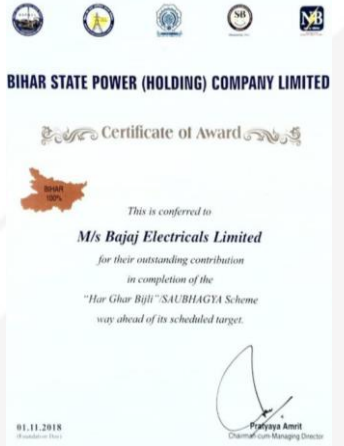 SB
BIHAR STATE POWER (HOLDING) COMPANY LIMITED
Certificate of Award
BIHAR
100%
This is conferred to
M/s Bajaj Electricals Limited
for their outstanding contribution
in completion of the
"Har Ghar Bijli"/SAUBHAGYA Scheme
way ahead of its scheduled target.
Pratyaya Amrit
01.11.2018
Chairman-cum-Managing Director
(Foundation Day)